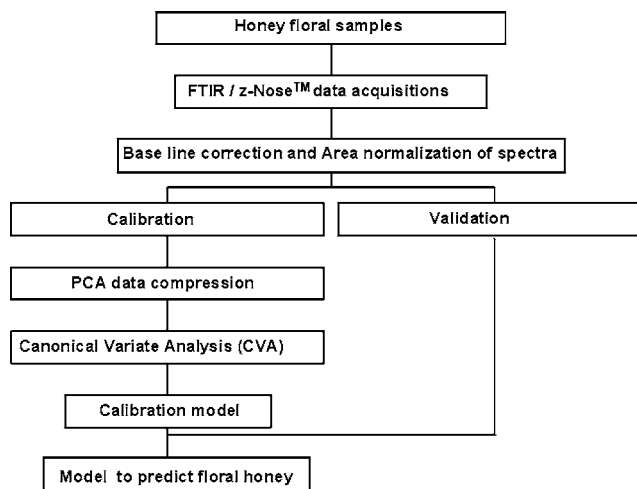 Honey floral samples
FTIR / z-Nose™ data acquisitions
Base line correction and Area normalization of spectra
Calibration
Validation
PCA data compression
Canonical Variate Analysis (CVA)
Calibration model
Model to predict floral honey